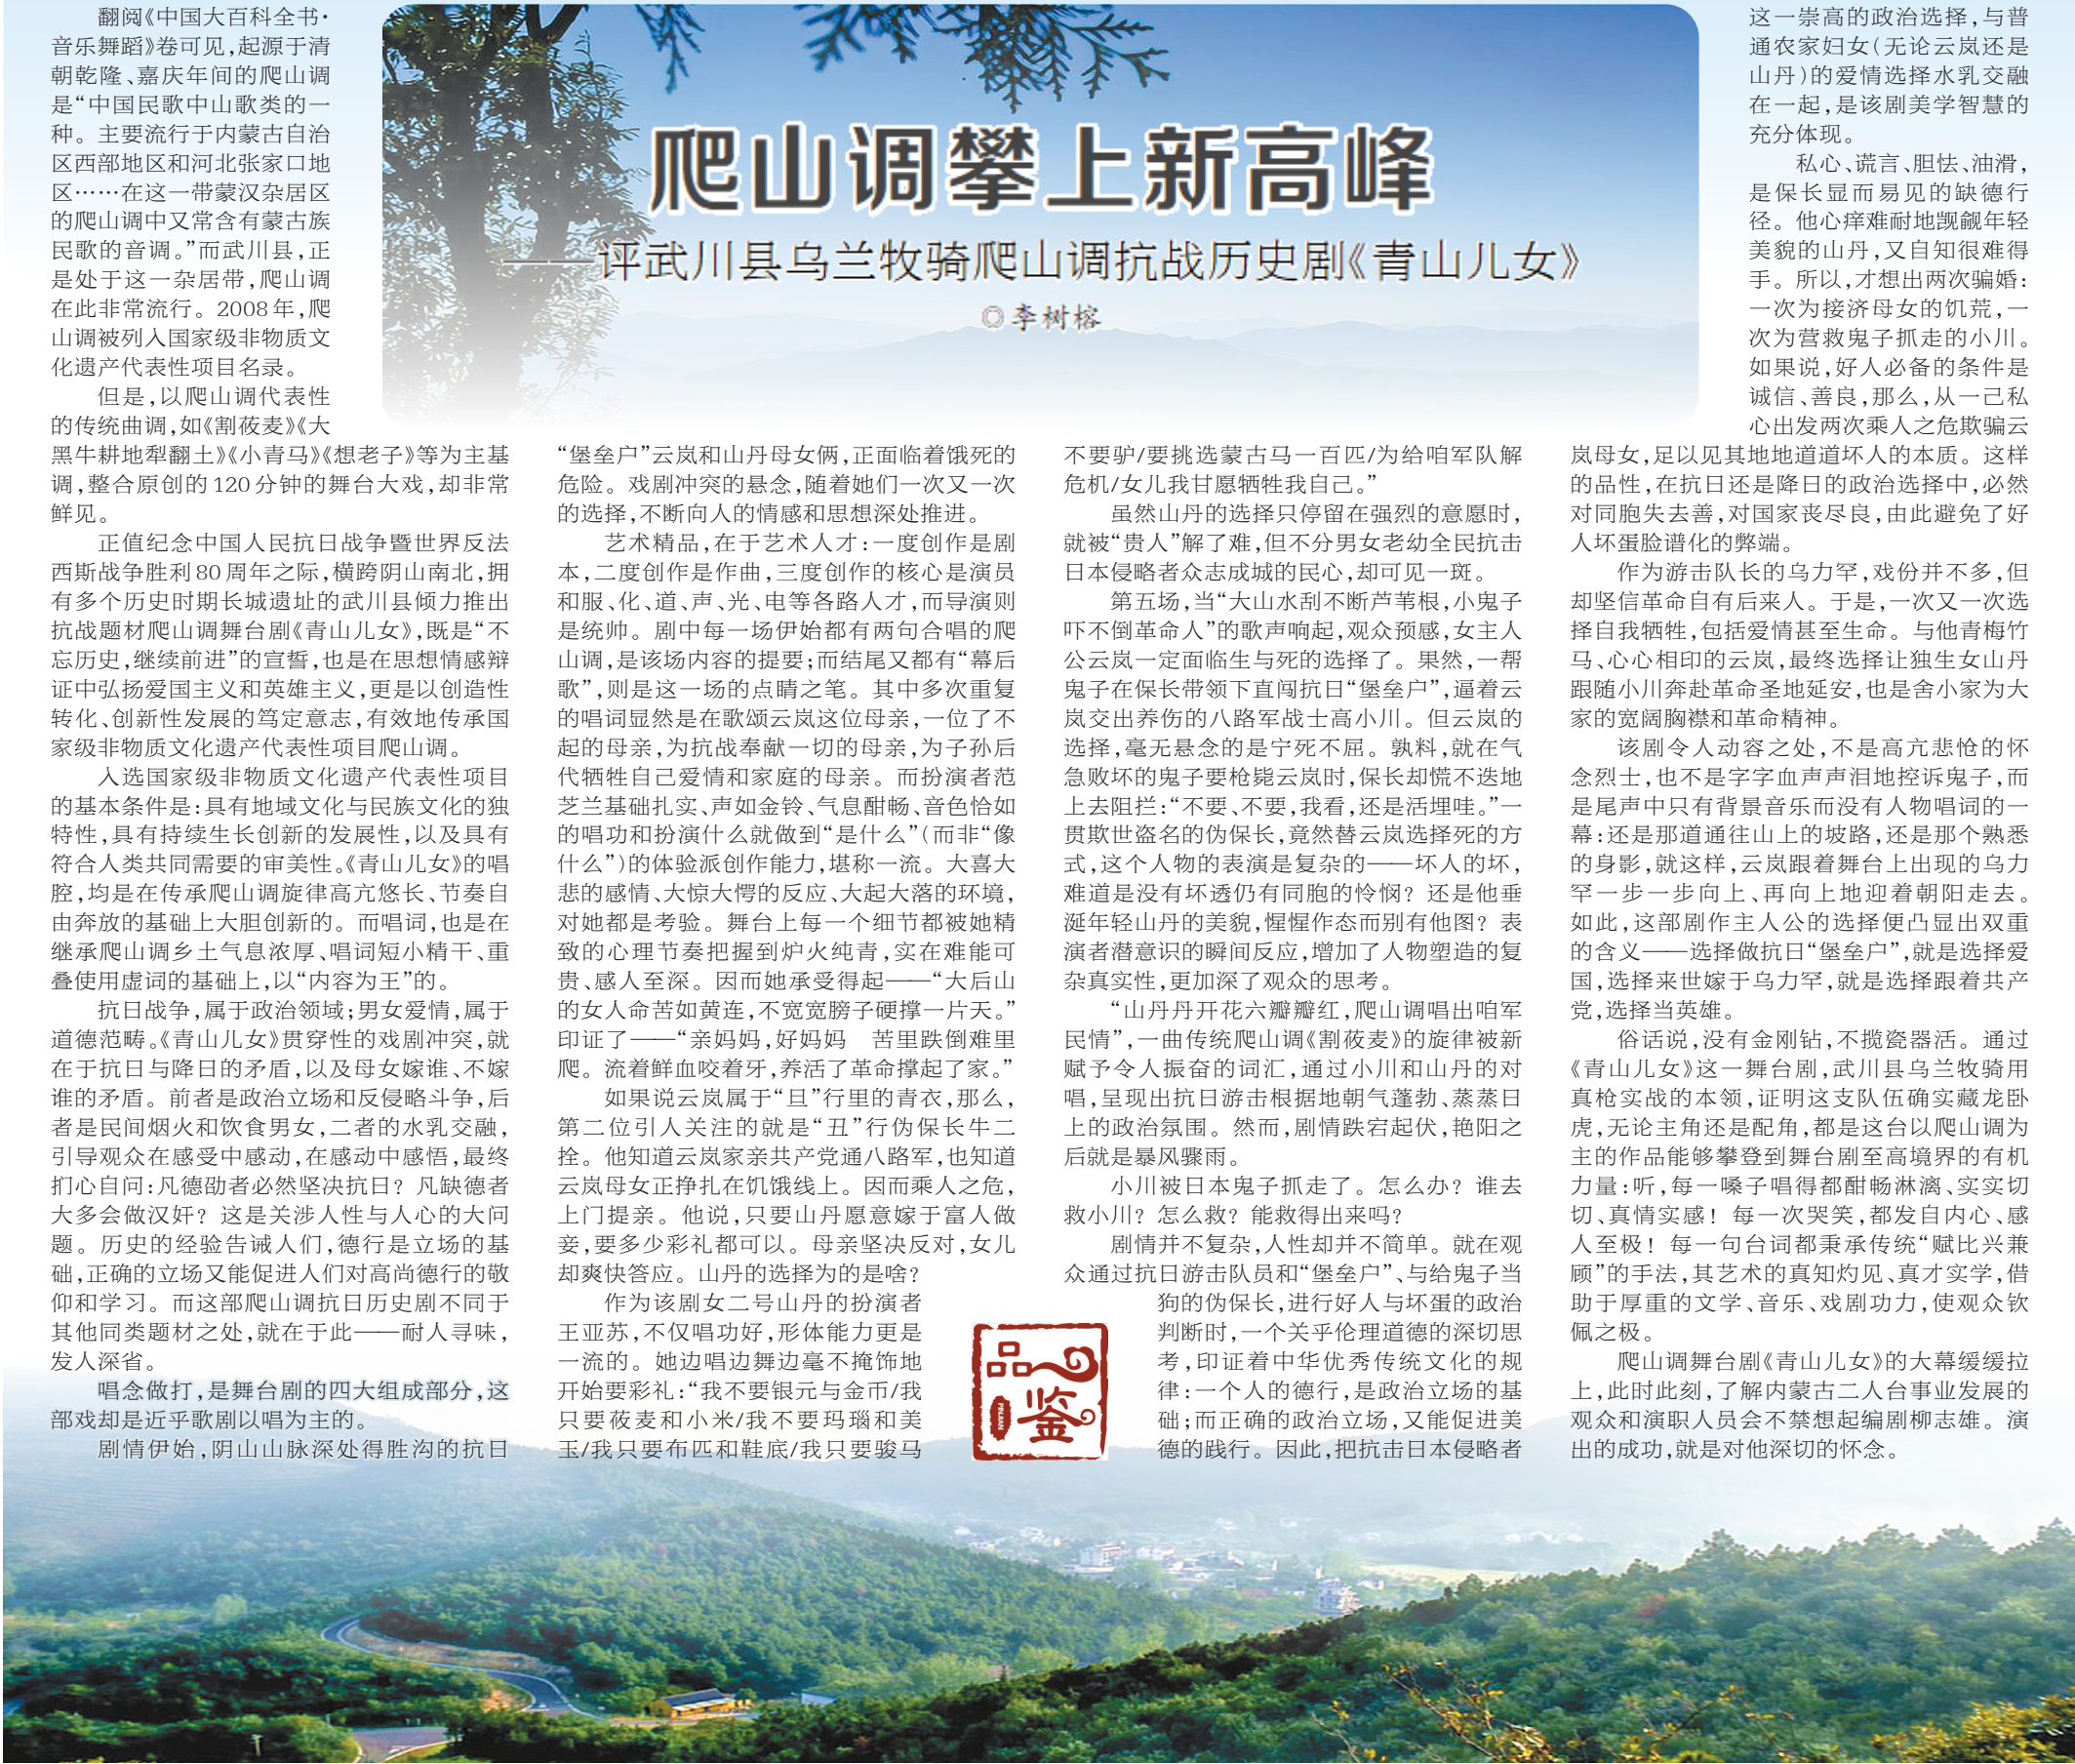 爬山调攀上新高峰
——评武川县乌兰牧骑爬山调抗战历史剧《青山儿女》
◎李树榕
翻阅《中国大百科全书·
音乐舞蹈》卷可见,起源于清
朝乾隆、嘉庆年间的爬山调
是“中国民歌中山歌类的一
种。主要流行于内蒙古自治
区西部地区和河北张家口地
区……在这一带蒙汉杂居区
的爬山调中又常含有蒙古族
民歌的音调。”而武川县,正
是处于这一杂居带,爬山调
在此非常流行。2008年,爬
山调被列入国家级非物质文
化遗产代表性项目名录。
但是,以爬山调代表性
的传统曲调,如《割莜麦》《大
黑牛耕地犁翻土》《小青马》《想老子》等为主基
调,整合原创的120分钟的舞台大戏,却非常
鲜见。
正值纪念中国人民抗日战争暨世界反法
西斯战争胜利80周年之际,横跨阴山南北,拥
有多个历史时期长城遗址的武川县倾力推出
抗战题材爬山调舞台剧《青山儿女》,既是“不
忘历史,继续前进”的宣誓,也是在思想情感辩
证中弘扬爱国主义和英雄主义,更是以创造性
转化、创新性发展的笃定意志,有效地传承国
家级非物质文化遗产代表性项目爬山调。
入选国家级非物质文化遗产代表性项目
的基本条件是:具有地域文化与民族文化的独
特性,具有持续生长创新的发展性,以及具有
符合人类共同需要的审美性。《青山儿女》的唱
腔,均是在传承爬山调旋律高亢悠长、节奏自
由奔放的基础上大胆创新的。而唱词,也是在
继承爬山调乡土气息浓厚、唱词短小精干、重
叠使用虚词的基础上,以“内容为王”的。
抗日战争,属于政治领域;男女爱情,属于
道德范畴。《青山儿女》贯穿性的戏剧冲突,就
在于抗日与降日的矛盾,以及母女嫁谁、不嫁
谁的矛盾。前者是政治立场和反侵略斗争,后
者是民间烟火和饮食男女,二者的水乳交融,
引导观众在感受中感动,在感动中感悟,最终
扪心自问:凡德劭者必然坚决抗日?凡缺德者
大多会做汉奸?这是关涉人性与人心的大问
题。历史的经验告诫人们,德行是立场的基
础,正确的立场又能促进人们对高尚德行的敬
仰和学习。而这部爬山调抗日历史剧不同于
其他同类题材之处,就在于此——耐人寻味,
发人深省。
唱念做打,是舞台剧的四大组成部分,这
部戏却是近乎歌剧以唱为主的。
剧情伊始,阴山山脉深处得胜沟的抗日
“堡垒户”云岚和山丹母女俩,正面临着饿死的
危险。戏剧冲突的悬念,随着她们一次又一次
的选择,不断向人的情感和思想深处推进。
艺术精品,在于艺术人才:一度创作是剧
本,二度创作是作曲,三度创作的核心是演员
和服、化、道、声、光、电等各路人才,而导演则
是统帅。剧中每一场伊始都有两句合唱的爬
山调,是该场内容的提要;而结尾又都有“幕后
歌”,则是这一场的点睛之笔。其中多次重复
的唱词显然是在歌颂云岚这位母亲,一位了不
起的母亲,为抗战奉献一切的母亲,为子孙后
代牺牲自己爱情和家庭的母亲。而扮演者范
芝兰基础扎实、声如金铃、气息酣畅、音色恰如
的唱功和扮演什么就做到“是什么”(而非“像
什么”)的体验派创作能力,堪称一流。大喜大
悲的感情、大惊大愕的反应、大起大落的环境,
对她都是考验。舞台上每一个细节都被她精
致的心理节奏把握到炉火纯青,实在难能可
贵、感人至深。因而她承受得起——“大后山
的女人命苦如黄连,不宽宽膀子硬撑一片天。”
印证了——“亲妈妈,好妈妈　苦里跌倒难里
爬。流着鲜血咬着牙,养活了革命撑起了家。”
如果说云岚属于“旦”行里的青衣,那么,
第二位引人关注的就是“丑”行伪保长牛二
拴。他知道云岚家亲共产党通八路军,也知道
云岚母女正挣扎在饥饿线上。因而乘人之危,
上门提亲。他说,只要山丹愿意嫁于富人做
妾,要多少彩礼都可以。母亲坚决反对,女儿
却爽快答应。山丹的选择为的是啥?
作为该剧女二号山丹的扮演者
王亚苏,不仅唱功好,形体能力更是
一流的。她边唱边舞边毫不掩饰地
开始要彩礼:“我不要银元与金币/我
只要莜麦和小米/我不要玛瑙和美
玉/我只要布匹和鞋底/我只要骏马
不要驴/要挑选蒙古马一百匹/为给咱军队解
危机/女儿我甘愿牺牲我自己。”
虽然山丹的选择只停留在强烈的意愿时,
就被“贵人”解了难,但不分男女老幼全民抗击
日本侵略者众志成城的民心,却可见一斑。
第五场,当“大山水刮不断芦苇根,小鬼子
吓不倒革命人”的歌声响起,观众预感,女主人
公云岚一定面临生与死的选择了。果然,一帮
鬼子在保长带领下直闯抗日“堡垒户”,逼着云
岚交出养伤的八路军战士高小川。但云岚的
选择,毫无悬念的是宁死不屈。孰料,就在气
急败坏的鬼子要枪毙云岚时,保长却慌不迭地
上去阻拦:“不要、不要,我看,还是活埋哇。”一
贯欺世盗名的伪保长,竟然替云岚选择死的方
式,这个人物的表演是复杂的——坏人的坏,
难道是没有坏透仍有同胞的怜悯?还是他垂
涎年轻山丹的美貌,惺惺作态而别有他图?表
演者潜意识的瞬间反应,增加了人物塑造的复
杂真实性,更加深了观众的思考。
“山丹丹开花六瓣瓣红,爬山调唱出咱军
民情”,一曲传统爬山调《割莜麦》的旋律被新
赋予令人振奋的词汇,通过小川和山丹的对
唱,呈现出抗日游击根据地朝气蓬勃、蒸蒸日
上的政治氛围。然而,剧情跌宕起伏,艳阳之
后就是暴风骤雨。
小川被日本鬼子抓走了。怎么办?谁去
救小川?怎么救?能救得出来吗?
剧情并不复杂,人性却并不简单。就在观
众通过抗日游击队员和“堡垒户”、与给鬼子当
狗的伪保长,进行好人与坏蛋的政治
判断时,一个关乎伦理道德的深切思
考,印证着中华优秀传统文化的规
律:一个人的德行,是政治立场的基
础;而正确的政治立场,又能促进美
德的践行。因此,把抗击日本侵略者
这一崇高的政治选择,与普
通农家妇女(无论云岚还是
山丹)的爱情选择水乳交融
在一起,是该剧美学智慧的
充分体现。
私心、谎言、胆怯、油滑,
是保长显而易见的缺德行
径。他心痒难耐地觊觎年轻
美貌的山丹,又自知很难得
手。所以,才想出两次骗婚:
一次为接济母女的饥荒,一
次为营救鬼子抓走的小川。
如果说,好人必备的条件是
诚信、善良,那么,从一己私
心出发两次乘人之危欺骗云
岚母女,足以见其地地道道坏人的本质。这样
的品性,在抗日还是降日的政治选择中,必然
对同胞失去善,对国家丧尽良,由此避免了好
人坏蛋脸谱化的弊端。
作为游击队长的乌力罕,戏份并不多,但
却坚信革命自有后来人。于是,一次又一次选
择自我牺牲,包括爱情甚至生命。与他青梅竹
马、心心相印的云岚,最终选择让独生女山丹
跟随小川奔赴革命圣地延安,也是舍小家为大
家的宽阔胸襟和革命精神。
该剧令人动容之处,不是高亢悲怆的怀
念烈士,也不是字字血声声泪地控诉鬼子,而
是尾声中只有背景音乐而没有人物唱词的一
幕:还是那道通往山上的坡路,还是那个熟悉
的身影,就这样,云岚跟着舞台上出现的乌力
罕一步一步向上、再向上地迎着朝阳走去。
如此,这部剧作主人公的选择便凸显出双重
的含义——选择做抗日“堡垒户”,就是选择爱
国,选择来世嫁于乌力罕,就是选择跟着共产
党,选择当英雄。
俗话说,没有金刚钻,不揽瓷器活。通过
《青山儿女》这一舞台剧,武川县乌兰牧骑用
真枪实战的本领,证明这支队伍确实藏龙卧
虎,无论主角还是配角,都是这台以爬山调为
主的作品能够攀登到舞台剧至高境界的有机
力量:听,每一嗓子唱得都酣畅淋漓、实实切
切、真情实感!每一次哭笑,都发自内心、感
人至极!每一句台词都秉承传统“赋比兴兼
顾”的手法,其艺术的真知灼见、真才实学,借
助于厚重的文学、音乐、戏剧功力,使观众钦
佩之极。
爬山调舞台剧《青山儿女》的大幕缓缓拉
上,此时此刻,了解内蒙古二人台事业发展的
观众和演职人员会不禁想起编剧柳志雄。演
出的成功,就是对他深切的怀念。
品
鉴
PINJIAN